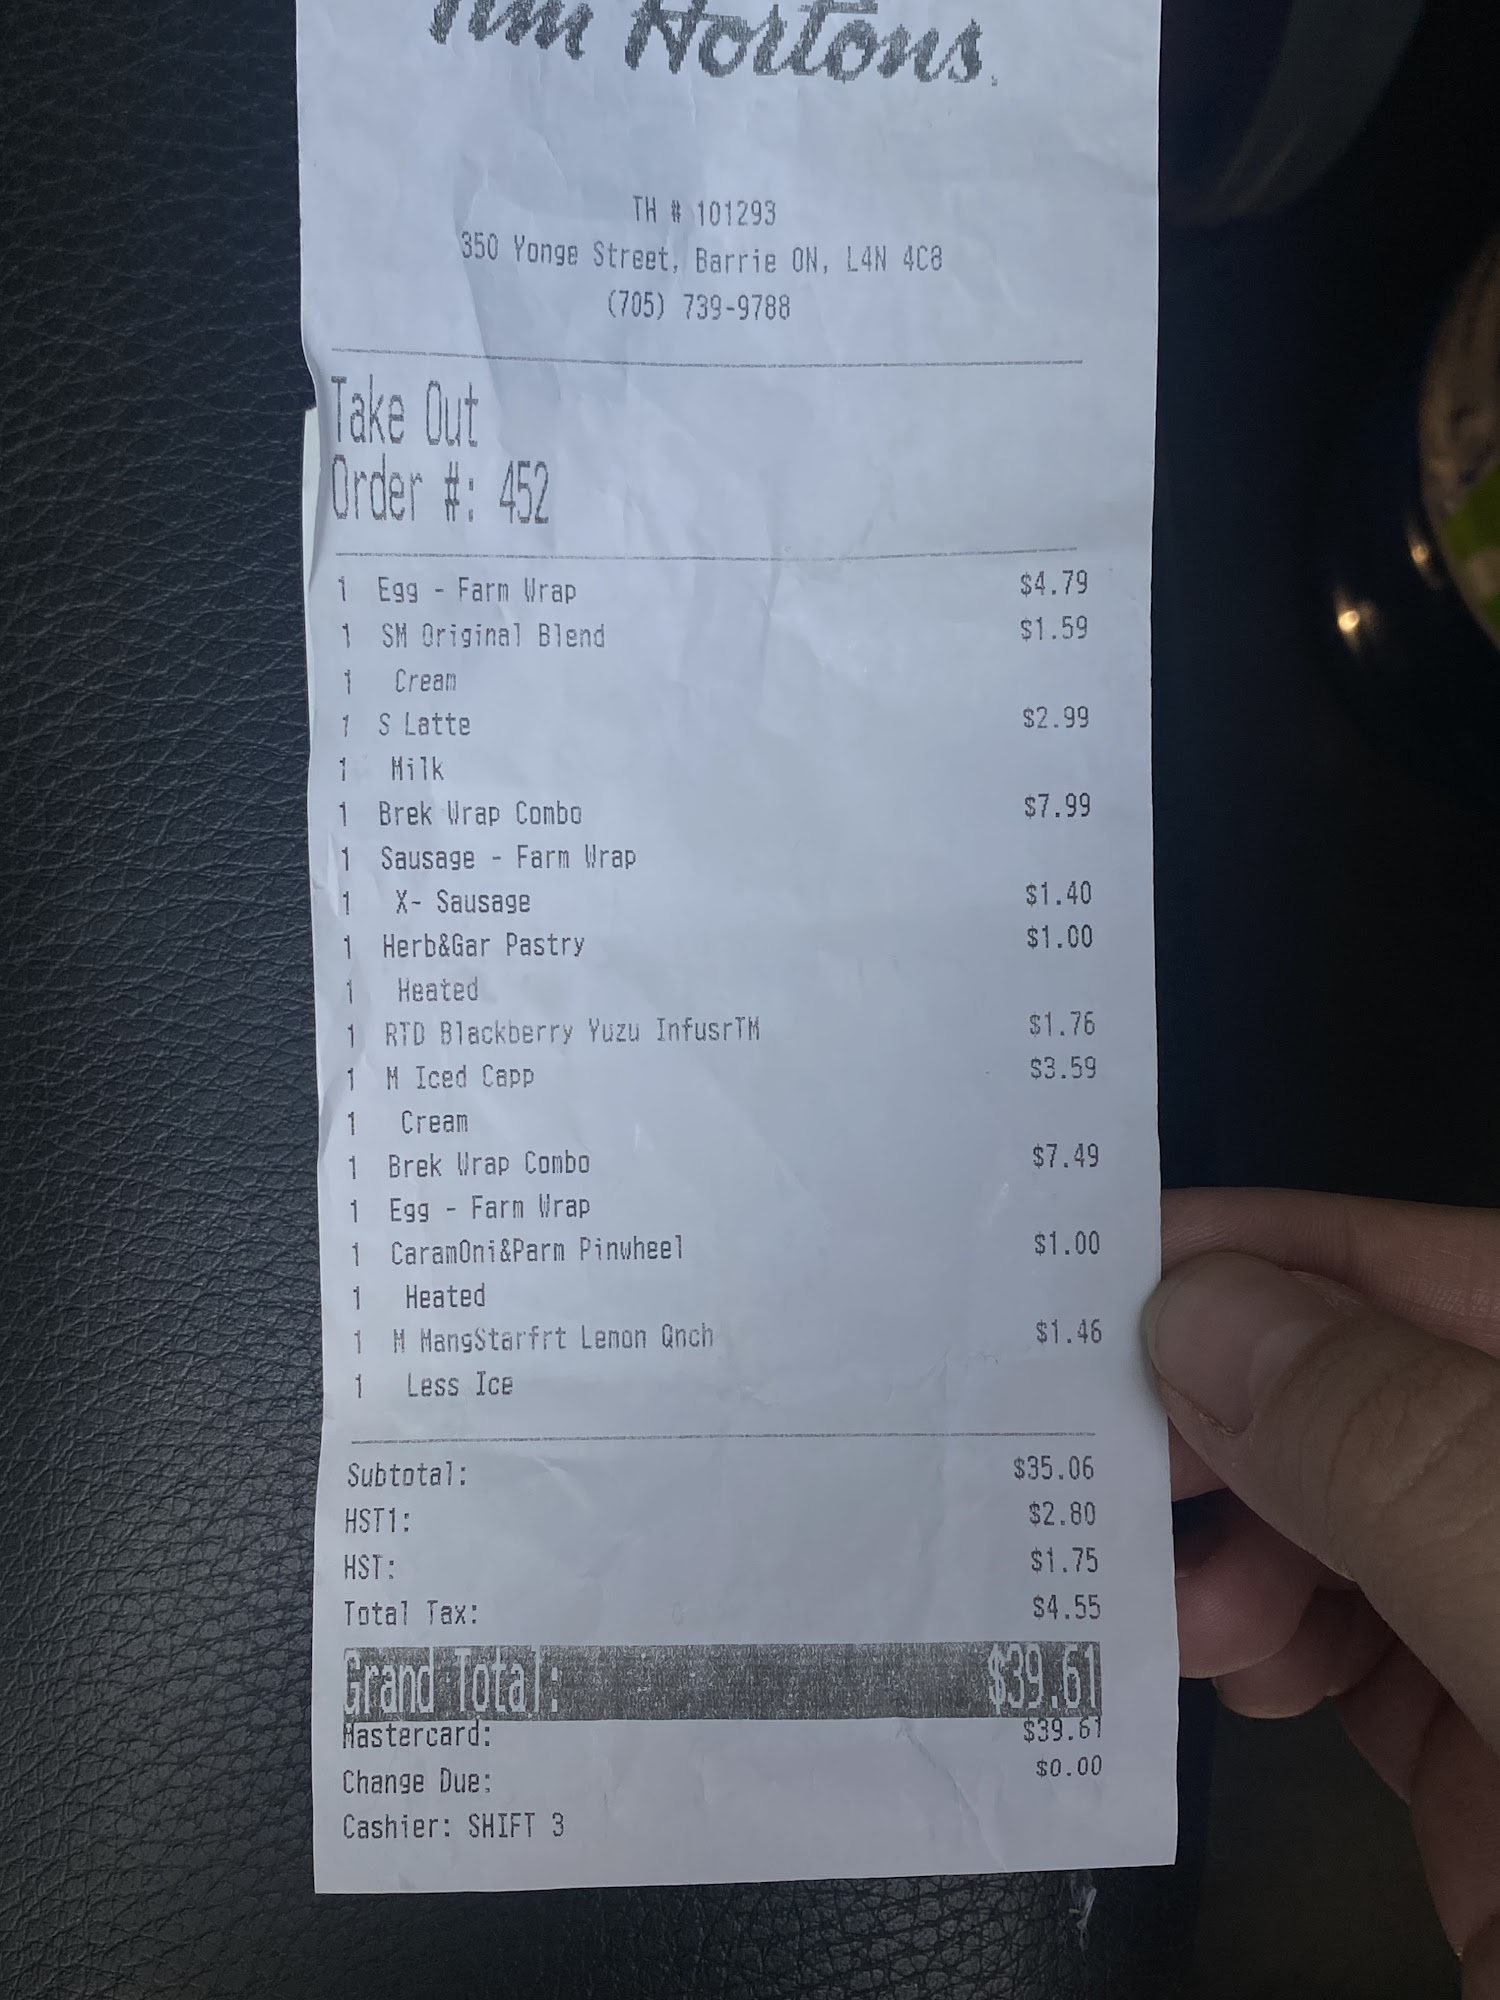 Tim Hortons.
TH # 101293
350 Yonge Street, Barrie ON, L4N 4C8
(705) 739-9788
Take Out
Order #: 452
1 Egg - Farm Wrap $4.79
1 SM Original Blend $1.59
1 Cream
1 S Latte $2.99
1 Milk
1 Brek Wrap Combo $7.99
1 Sausage - Farm Wrap
1 X- Sausage $1.40
1 Herb&Gar Pastry $1.00
1 Heated
1 RTD Blackberry Yuzu InfusrTM $1.76
1 M Iced Capp $3.59
1 Cream
1 Brek Wrap Combo $7.49
1 Egg - Farm Wrap
1 CaramOni&Parm Pinwheel $1.00
1 Heated
1 M MangStarfrt Lemon Qnch $1.46
1 Less Ice
Subtotal: $35.06
HST1: $2.80
HST: $1.75
Total Tax: $4.55
Grand Total: $39.61
Mastercard: $39.61
Change Due: $0.00
Cashier: SHIFT 3